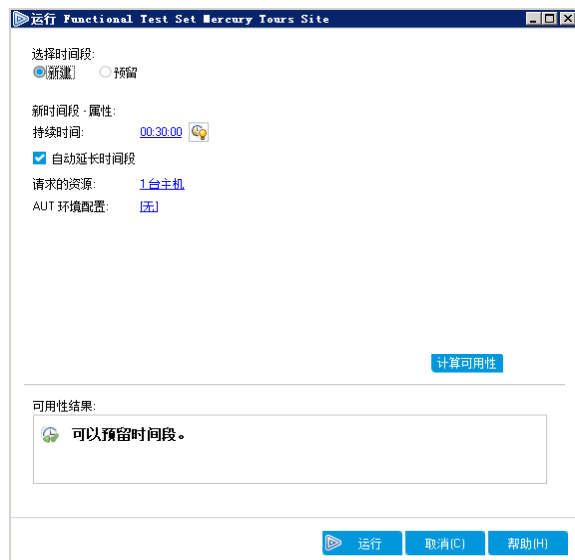 运行 Functional Test Set Mercury Tours Site
选择时间段:
新建 预留
新时间段 - 属性:
持续时间: 00:30:00
自动延长时间段
请求的资源: 1 台主机
AUT 环境配置: [无]
计算可用性
可用性结果:
可以预留时间段。
运行 取消(C) 帮助(H)